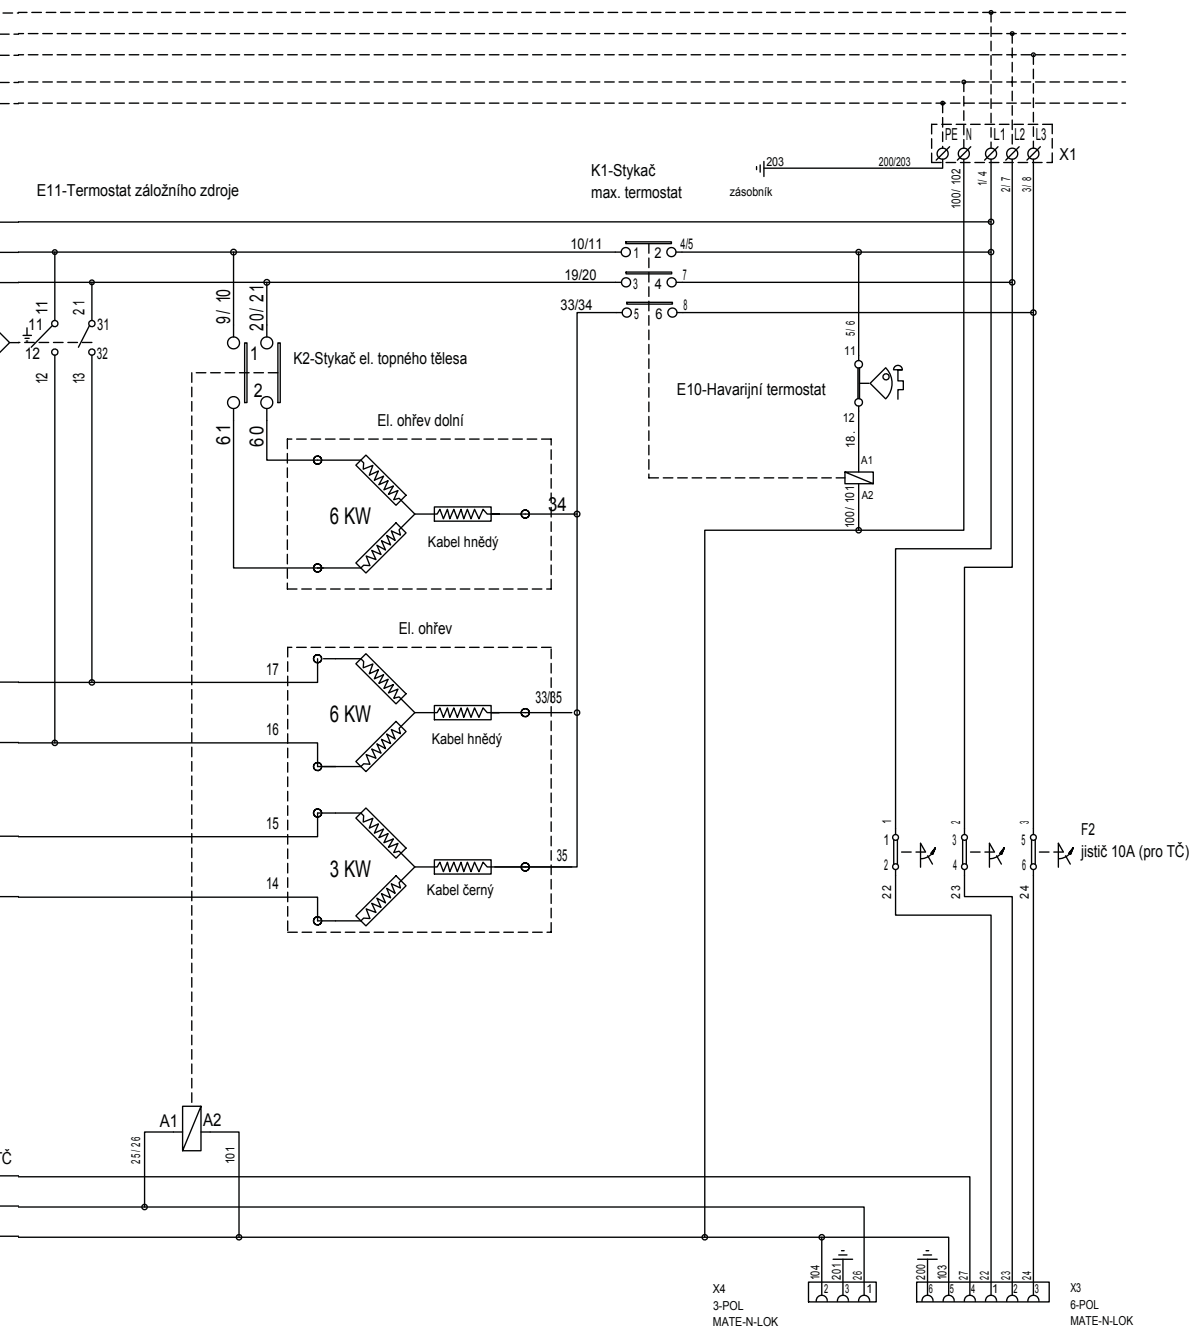 PE N L1 L2 L3
X1
203
200/203
zásobník
K1-Stykač
max. termostat
E11-Termostat záložního zdroje
100/ 102
1/ 4
2/ 7
3/ 8
10/11
1 2
4/5
19/20
3 4
7
33/34
5 6
8
11
21
11
31
12
32
12
13
9/ 10
20/ 21
1
2
K2-Stykač el. topného tělesa
61
60
5/ 6
11
E10-Havarijní termostat
12
18.
A1
A2
100/ 101
El. ohřev dolní
6 KW
34
Kabel hnědý
El. ohřev
17
6 KW
33/35
16
Kabel hnědý
15
3 KW
35
14
Kabel černý
1
2
3
1
3
5
2
4
6
22
23
24
F2
jistič 10A (pro TČ)
A1
A2
25/26
101
TČ
104
201
26
2 3 1
X4
3-POL
MATE-N-LOK
200
103
27
22
23
24
6 5 4 1 2 3
X3
6-POL
MATE-N-LOK